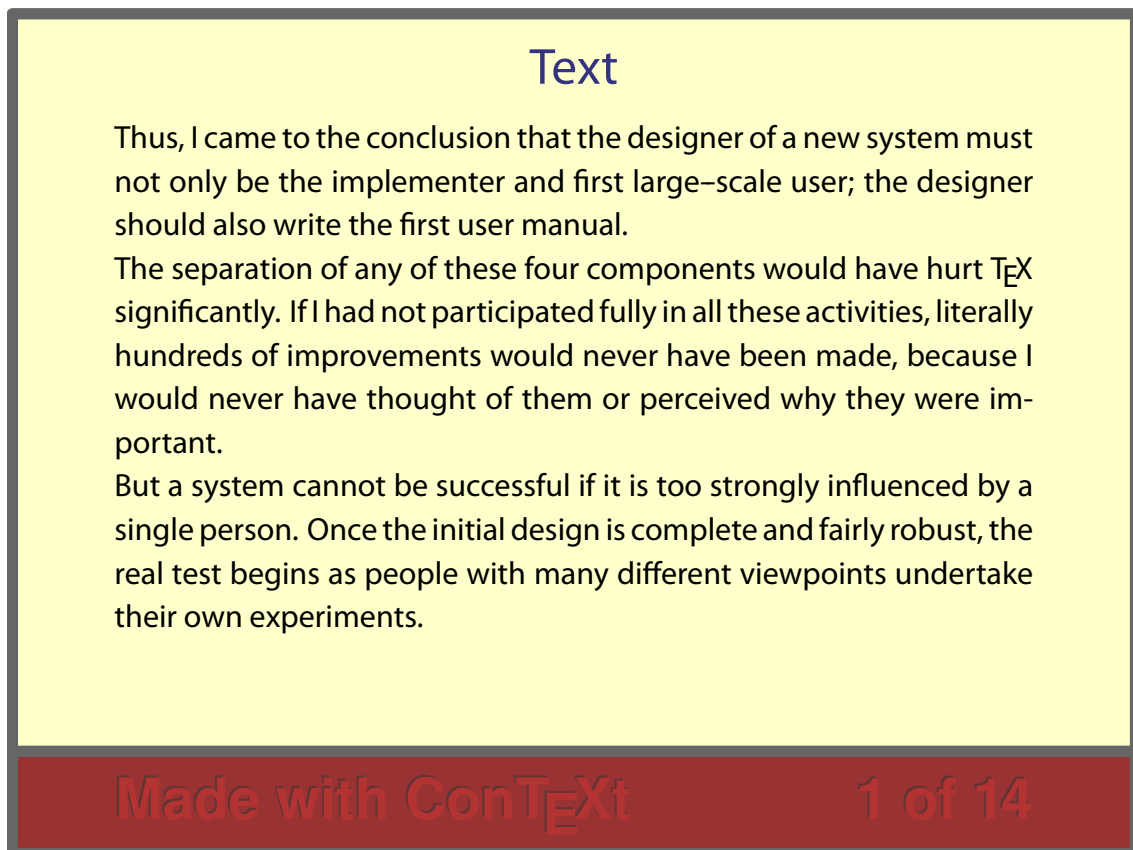 Text
Thus, I came to the conclusion that the designer of a new system must
not only be the implementer and first large–scale user; the designer
should also write the first user manual.
The separation of any of these four components would have hurt TEX
significantly. If I had not participated fully in all these activities, literally
hundreds of improvements would never have been made, because I
would never have thought of them or perceived why they were im-
portant.
But a system cannot be successful if it is too strongly influenced by a
single person. Once the initial design is complete and fairly robust, the
real test begins as people with many different viewpoints undertake
their own experiments.
Made with ConTEXt 1 of 14